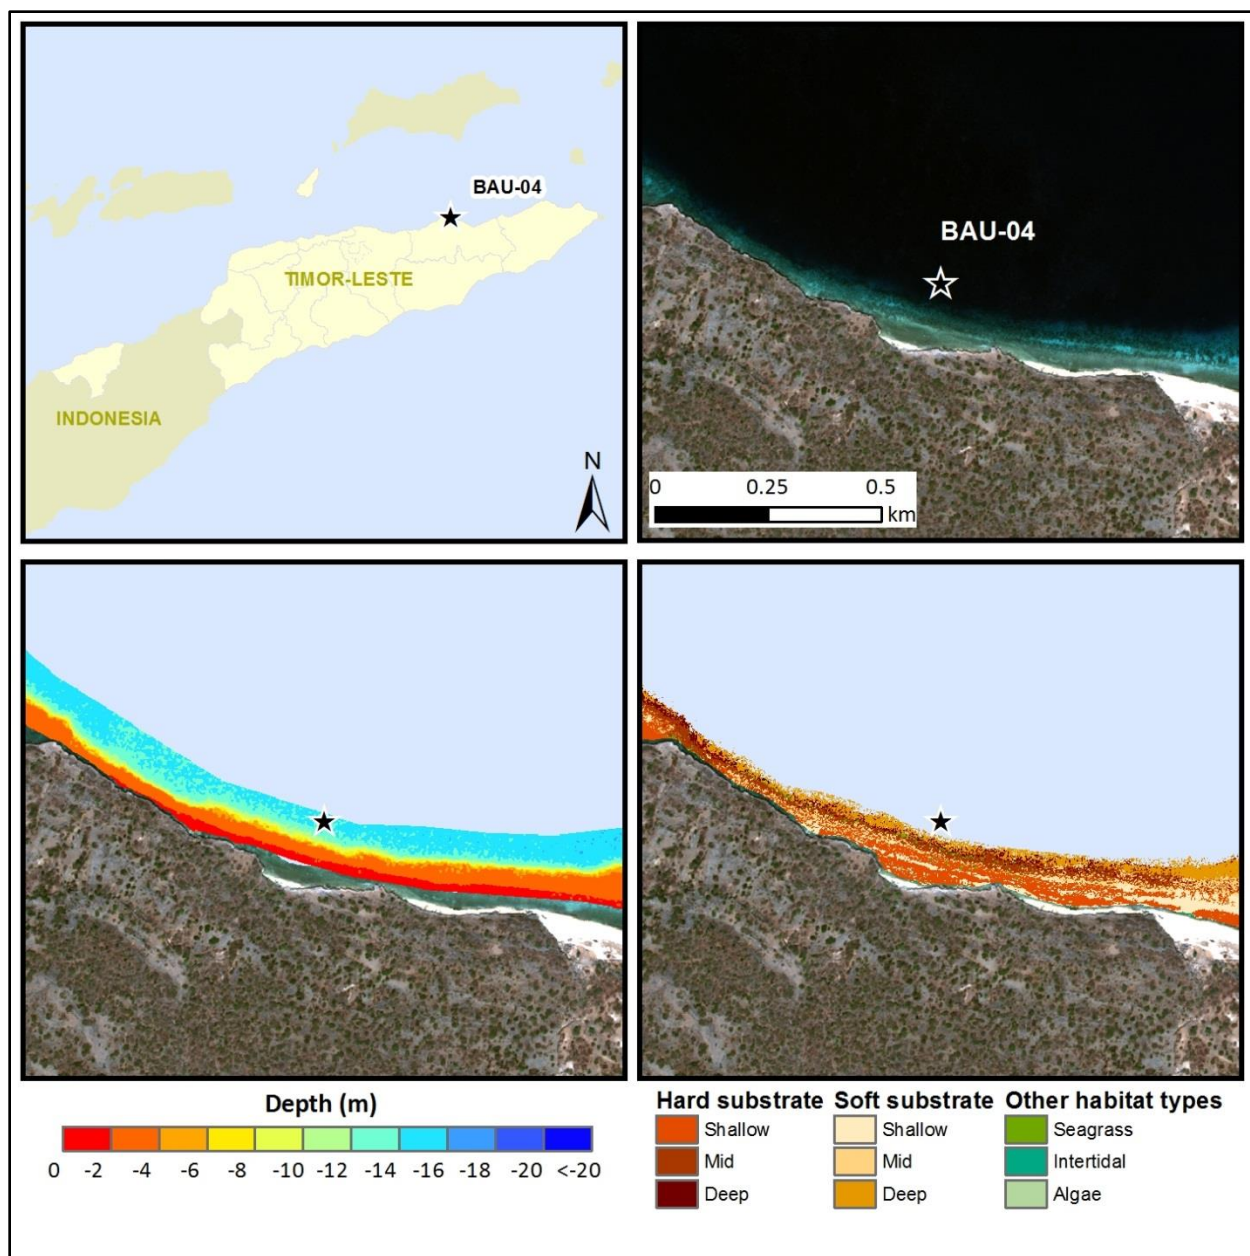 BAU-04
TIMOR-LESTE
INDONESIA
N
BAU-04
0 0.25 0.5
km
Depth (m)
0 -2 -4 -6 -8 -10 -12 -14 -16 -18 -20 <-20
Hard substrate Soft substrate Other habitat types
Shallow Shallow Seagrass
Mid Mid Intertidal
Deep Deep Algae